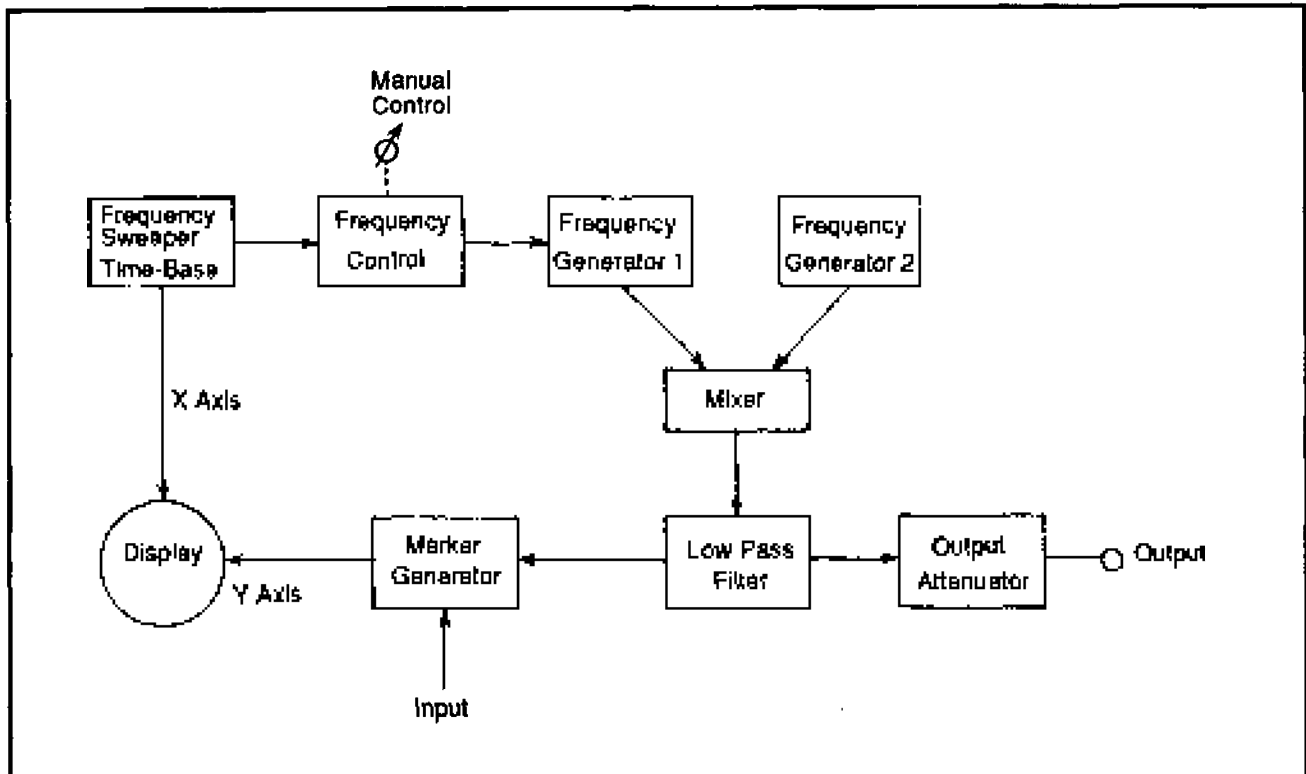 Manual
Control
Frequency
Sweeper
Time-Base
Frequency
Control
Frequency
Generator 1
Frequency
Generator 2
Mixer
X Axis
Display
Y Axis
Marker
Generator
Low Pass
Filter
Output
Attenuator
Output
Input